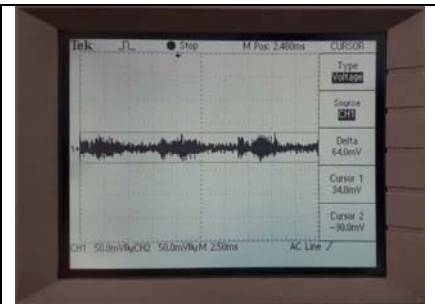 Tek Stop M Pos: 2.480ms CURSOR
Type
Voltage
Source
CH1
Delta
64.0mV
Cursor 1
34.0mV
Cursor 2
-30.0mV
CH1 50.0mV CH2 50.0mV M 2.50ms AC Line